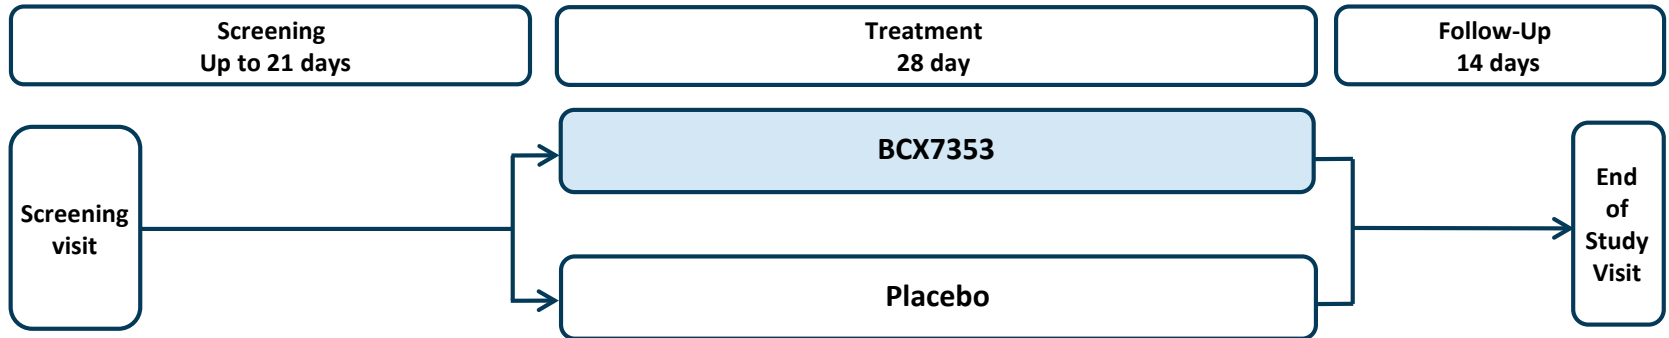 Screening
Up to 21 days
Treatment
28 day
Follow-Up
14 days
Screening
visit
BCX7353
Placebo
End
of
Study
Visit